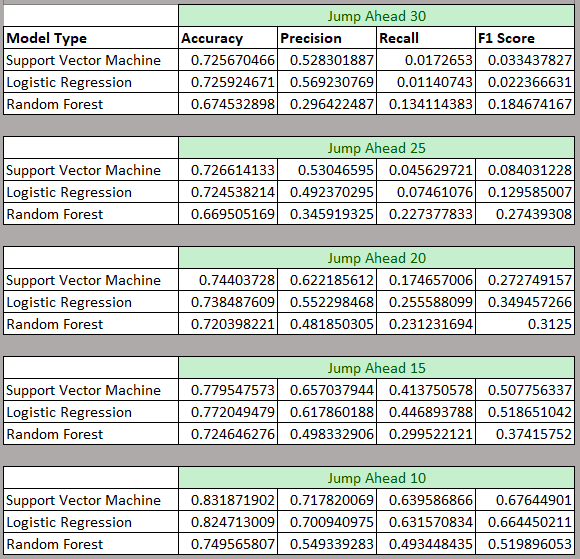 Jump Ahead 30
Model Type Accuracy Precision Recall F1 Score
Support Vector Machine 0.725670466 0.528301887 0.0172653 0.033437827
Logistic Regression 0.725924671 0.569230769 0.01140743 0.022366631
Random Forest 0.674532898 0.296422487 0.134114383 0.184674167
Jump Ahead 25
Support Vector Machine 0.726614133 0.53046595 0.045629721 0.084031228
Logistic Regression 0.724538214 0.492370295 0.07461076 0.129585007
Random Forest 0.669505169 0.345919325 0.227377833 0.27439308
Jump Ahead 20
Support Vector Machine 0.74403728 0.622185612 0.174657006 0.272749157
Logistic Regression 0.738487609 0.552298468 0.255588099 0.349457266
Random Forest 0.720398221 0.481850305 0.231231694 0.3125
Jump Ahead 15
Support Vector Machine 0.779547573 0.657037944 0.413750578 0.507756337
Logistic Regression 0.772049479 0.617860188 0.446893788 0.518651042
Random Forest 0.724646276 0.498332906 0.299522121 0.37415752
Jump Ahead 10
Support Vector Machine 0.831871902 0.717820069 0.639586866 0.67644901
Logistic Regression 0.824713009 0.700940975 0.631570834 0.664450211
Random Forest 0.749565807 0.549339283 0.493448435 0.519896053